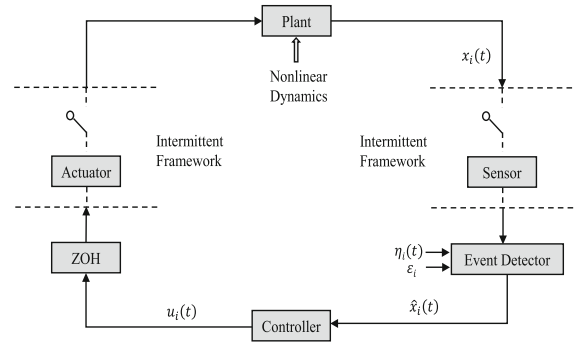 Plant
Nonlinear
Dynamics
x_i(t)
Intermittent
Framework
Intermittent
Framework
Actuator
Sensor
ZOH
η_i(t)
ε_i
Event Detector
u_i(t)
x̂_i(t)
Controller